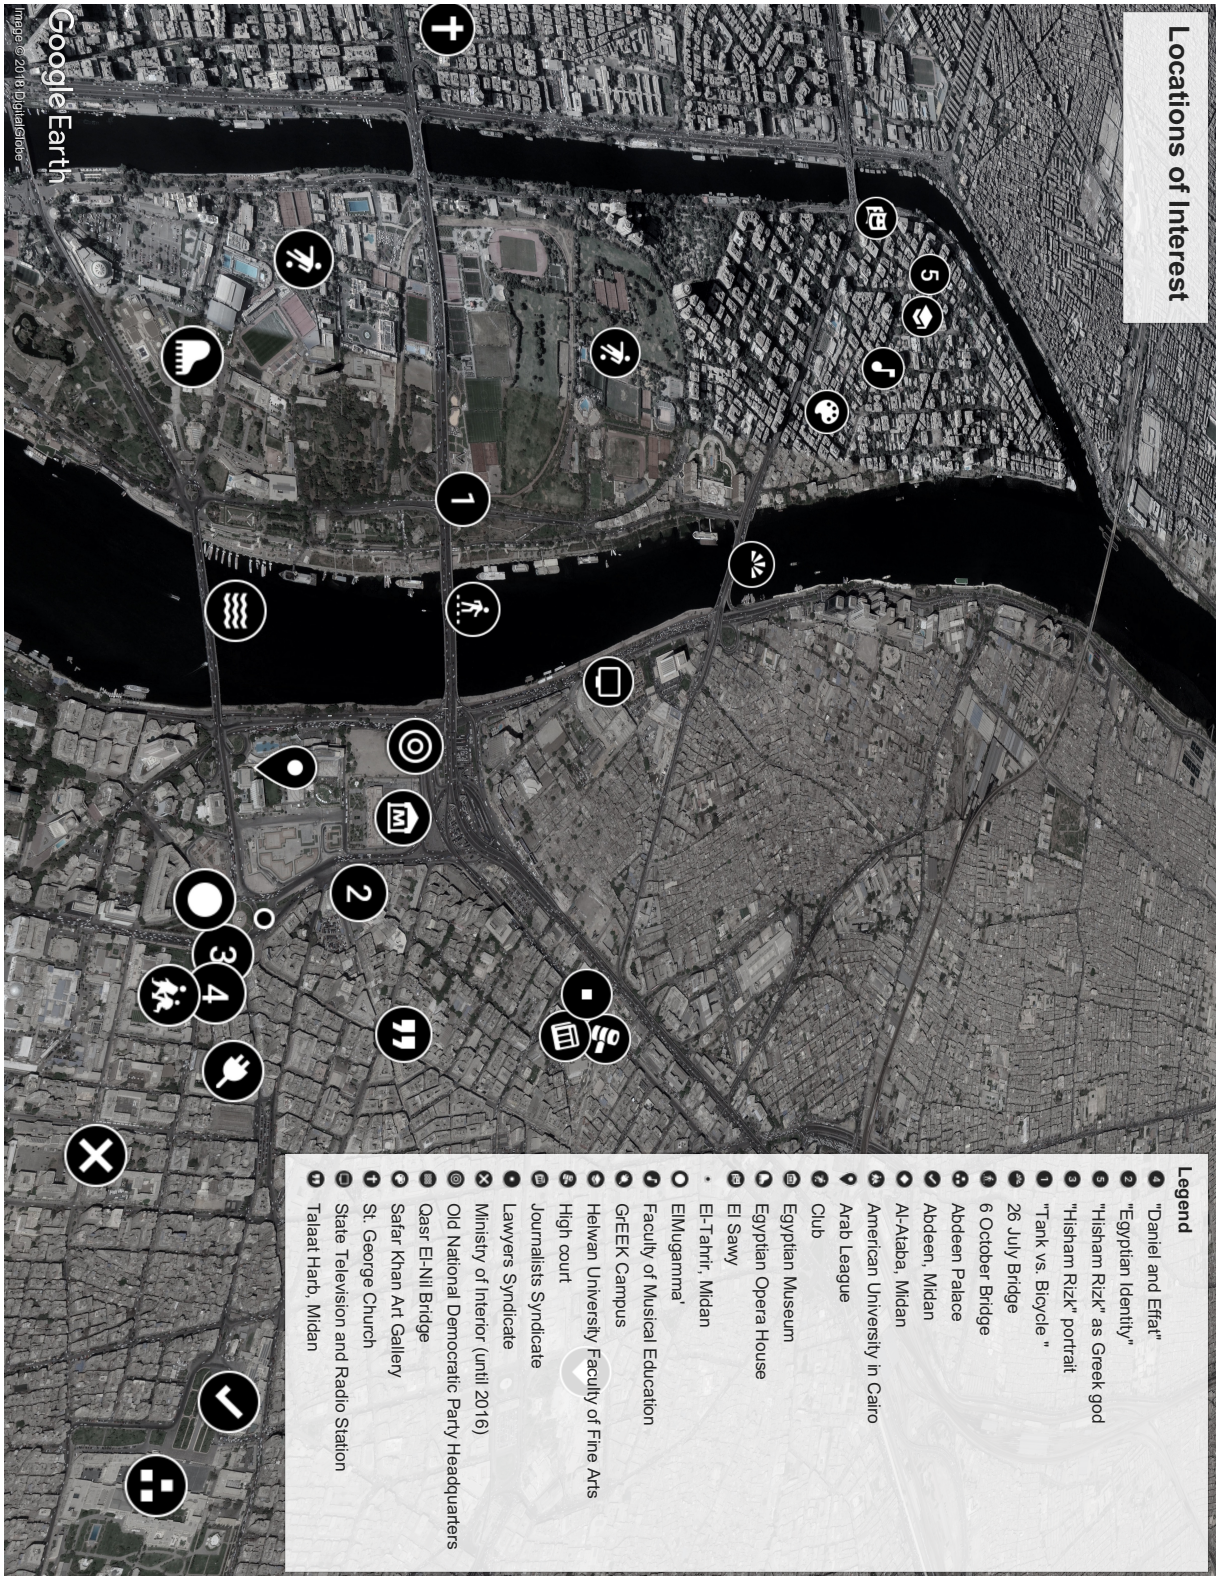 Locations of Interest
Legend
4 "Daniel and Effat"
2 "Egyptian Identity"
5 "Hisham Rizk" as Greek god
3 "Hisham Rizk" portrait
1 "Tank vs. Bicycle "
26 July Bridge
6 October Bridge
Abdeen Palace
Abdeen, Midan
Al-Ataba, Midan
American University in Cairo
Arab League
Club
Egyptian Museum
Egyptian Opera House
El Sawy
El-Tahrir, Midan
ElMugamma'
Faculty of Musical Education
GrEEK Campus
Helwan University Faculty of Fine Arts
High court
Journalists Syndicate
Lawyers Syndicate
Ministry of Interior (until 2016)
Old National Democratic Party Headquarters
Qasr El-Nil Bridge
Safar Khan Art Gallery
St. George Church
State Television and Radio Station
Talaat Harb, Midan
5
1
2
3
4
M
Google Earth
Image © 2018 DigitalGlobe